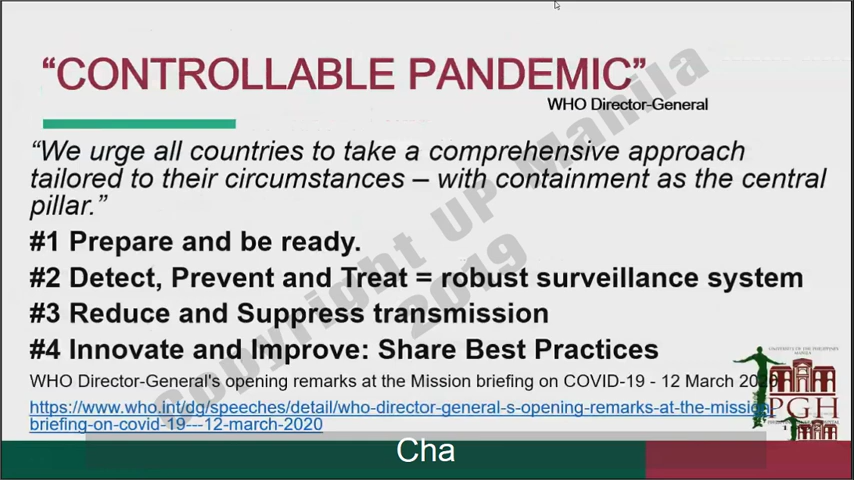 “CONTROLLABLE PANDEMIC”
WHO Director-General
“We urge all countries to take a comprehensive approach
tailored to their circumstances – with containment as the central
pillar.”
#1 Prepare and be ready.
#2 Detect, Prevent and Treat = robust surveillance system
#3 Reduce and Suppress transmission
#4 Innovate and Improve: Share Best Practices
WHO Director-General's opening remarks at the Mission briefing on COVID-19 - 12 March 2020
https://www.who.int/dg/speeches/detail/who-director-general-s-opening-remarks-at-the-mission-
briefing-on-covid-19---12-march-2020
Copyright UP Manila
2019
PGH
Cha